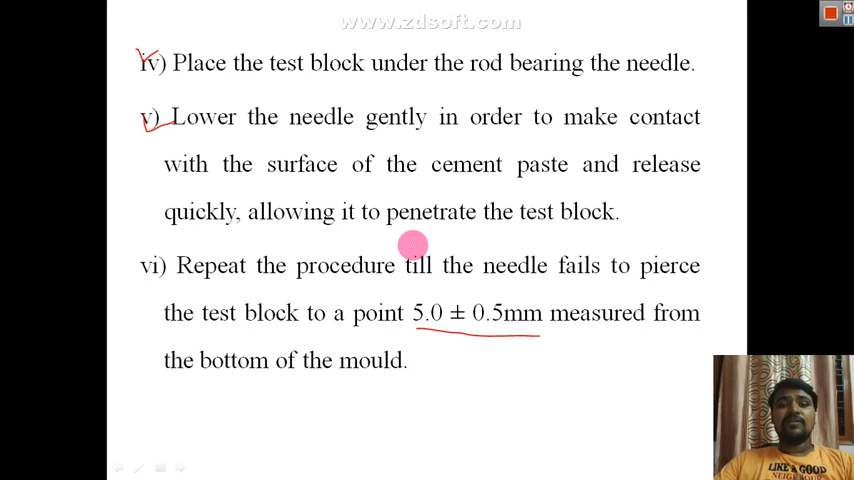 www.zdsoft.com
iv) Place the test block under the rod bearing the needle.
v) Lower the needle gently in order to make contact
with the surface of the cement paste and release
quickly, allowing it to penetrate the test block.
vi) Repeat the procedure till the needle fails to pierce
the test block to a point 5.0 ± 0.5mm measured from
the bottom of the mould.
LIKE A GOOD
NEIGHBOUR